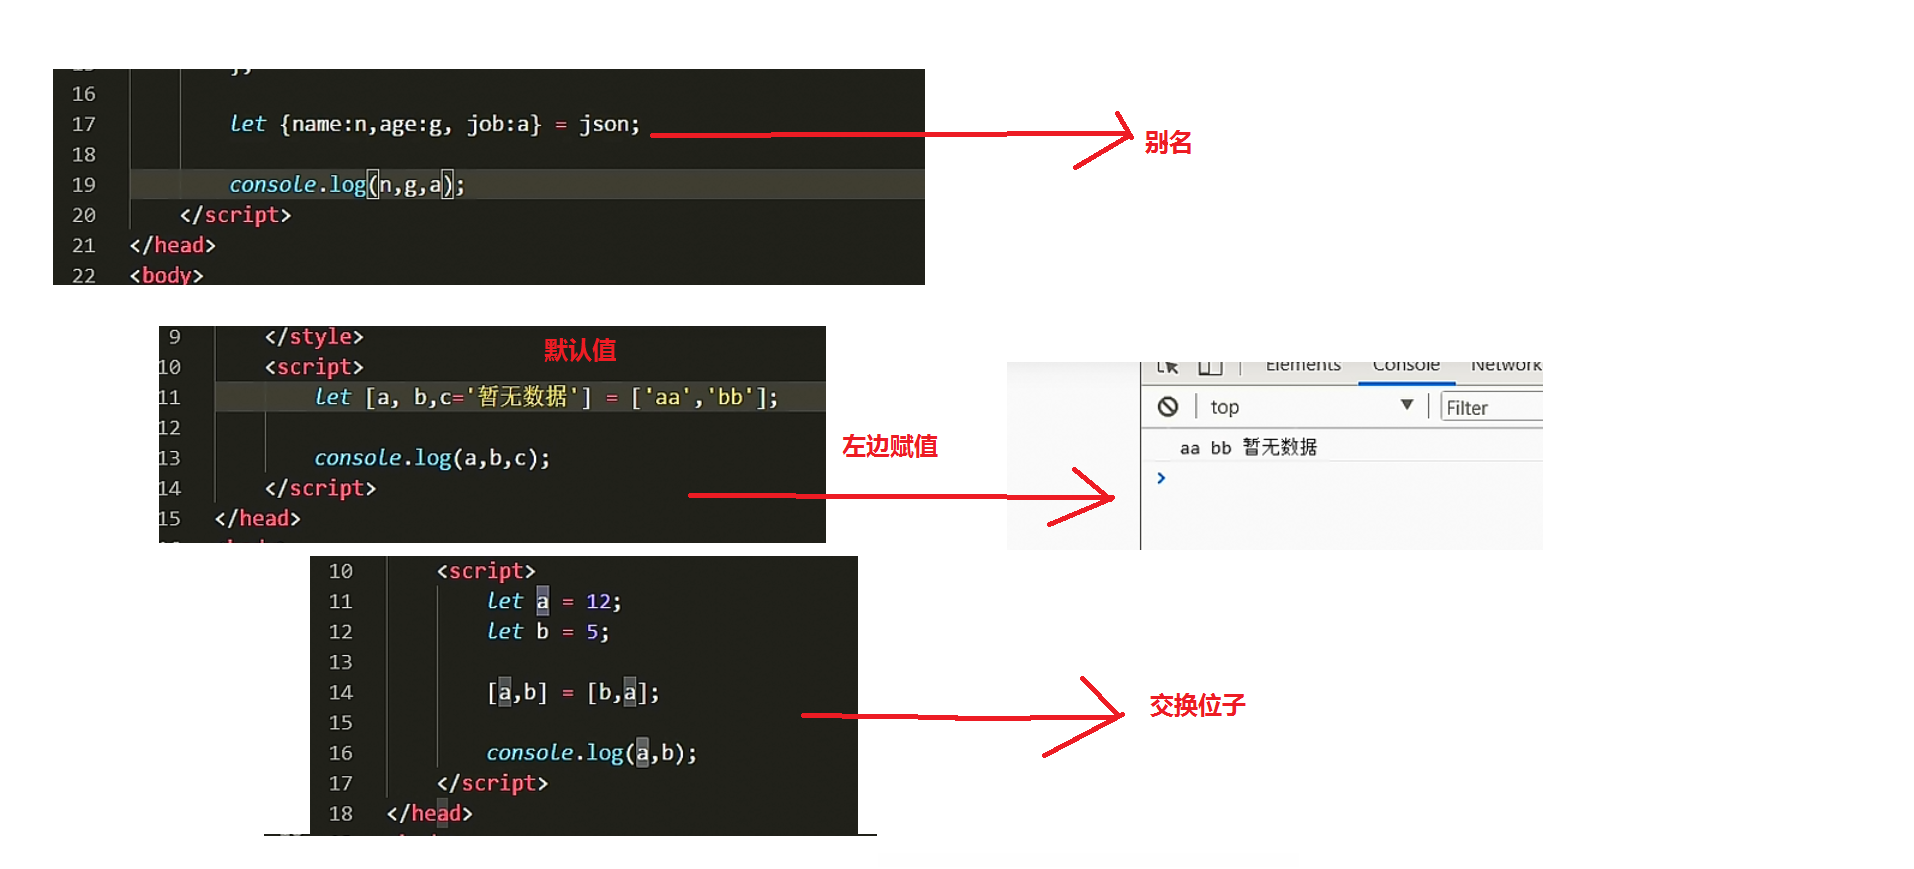 16
17 let {name:n,age:g, job:a} = json;
18
19 console.log(n,g,a);
20 </script>
21 </head>
22 <body>
别名
9 </style>
10 <script>
11 let [a, b,c='暂无数据'] = ['aa','bb'];
12
13 console.log(a,b,c);
14 </script>
15 </head>
默认值
左边赋值
Elements Console Network
top Filter
aa bb 暂无数据
>
10 <script>
11 let a = 12;
12 let b = 5;
13
14 [a,b] = [b,a];
15
16 console.log(a,b);
17 </script>
18 </head>
交换位子